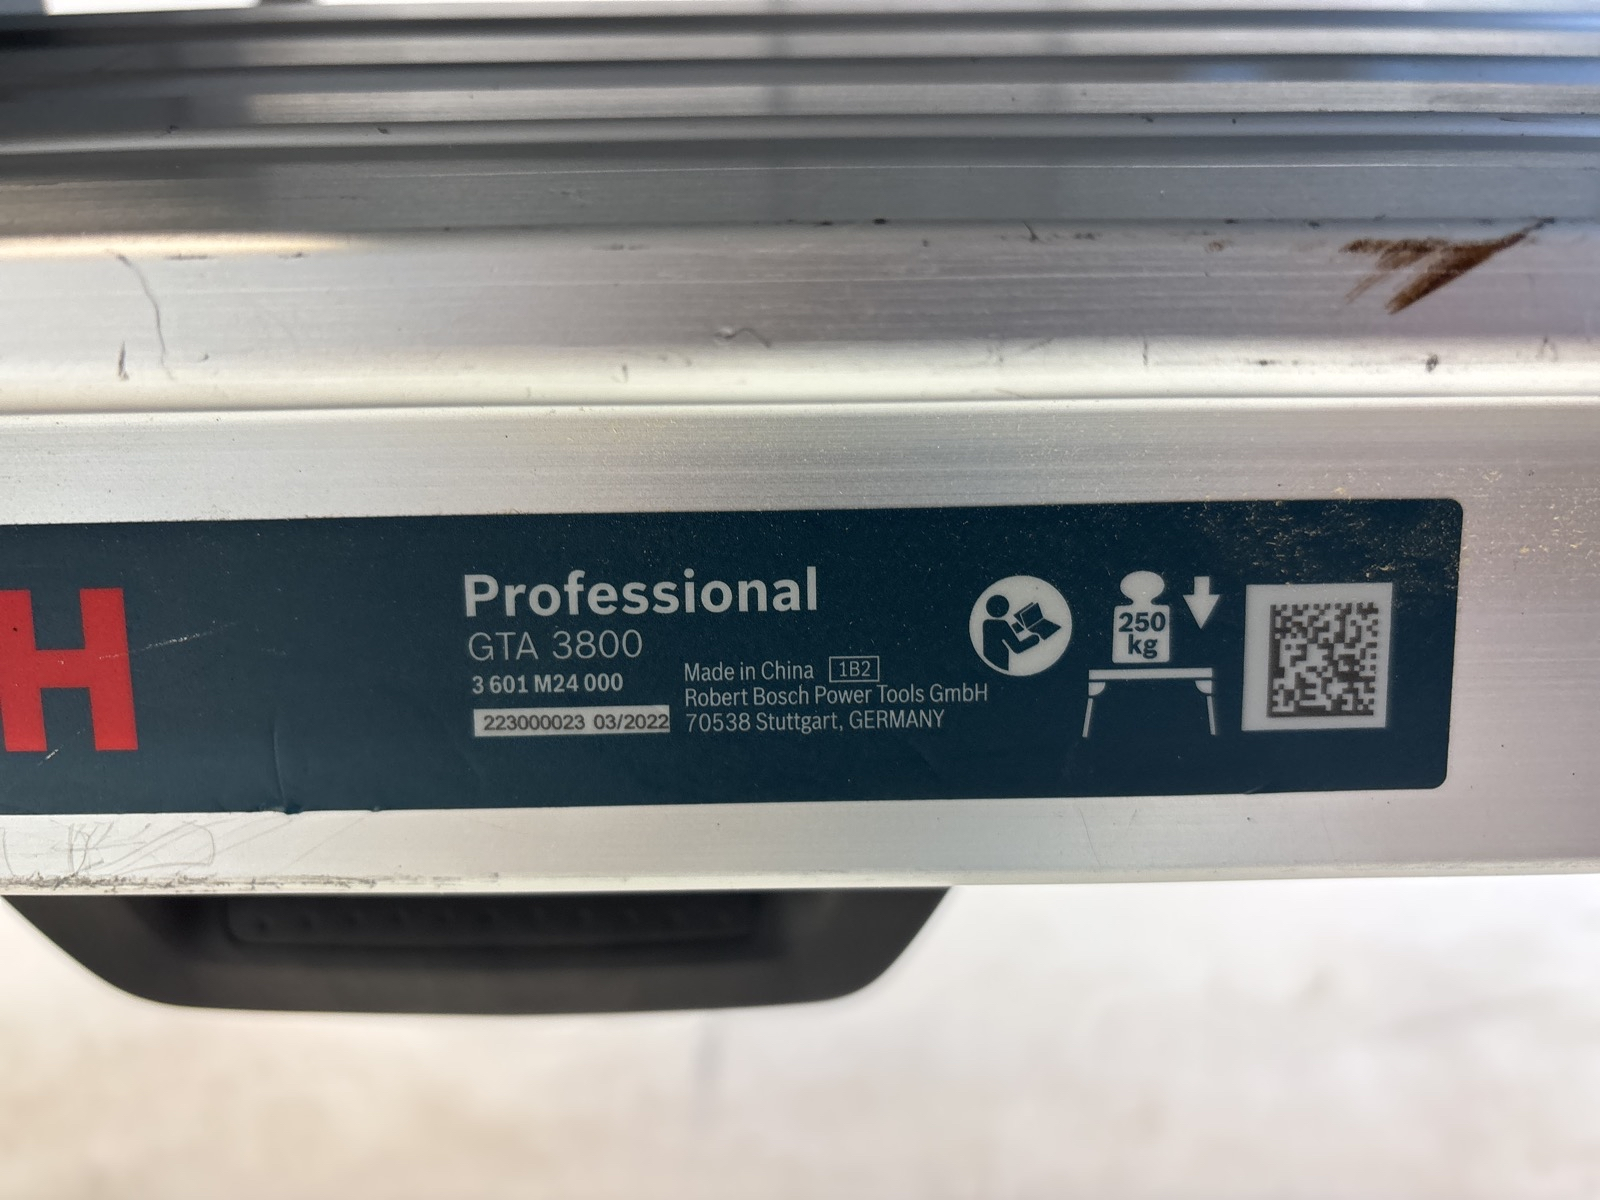 H
Professional
GTA 3800
3 601 M24 000
223000023 03/2022
Made in China 1B2
Robert Bosch Power Tools GmbH
70538 Stuttgart, GERMANY
250
kg